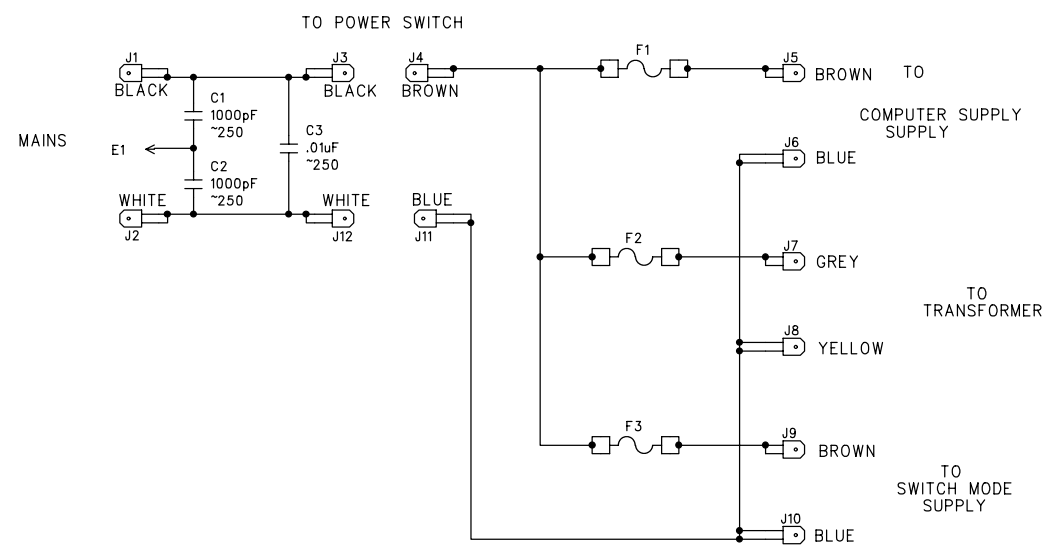 TO POWER SWITCH
J1
BLACK
J3
BLACK
J4
BROWN
F1
J5
BROWN
TO
COMPUTER SUPPLY
SUPPLY
C1
1000pF
~250
C3
.01uF
~250
MAINS
E1
C2
1000pF
~250
J6
BLUE
WHITE
J2
WHITE
J12
BLUE
J11
F2
J7
GREY
TO
TRANSFORMER
J8
YELLOW
F3
J9
BROWN
TO
SWITCH MODE
SUPPLY
J10
BLUE